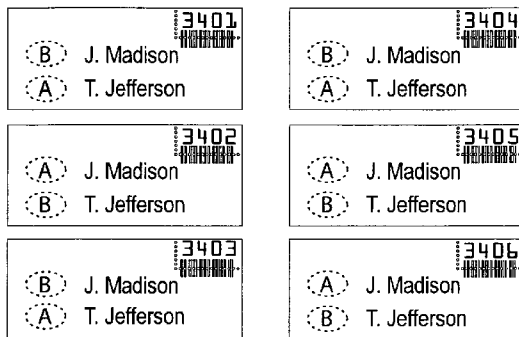 3401
B J. Madison
A T. Jefferson
3402
A J. Madison
B T. Jefferson
3403
B J. Madison
A T. Jefferson
3404
B J. Madison
A T. Jefferson
3405
A J. Madison
B T. Jefferson
3406
A J. Madison
B T. Jefferson